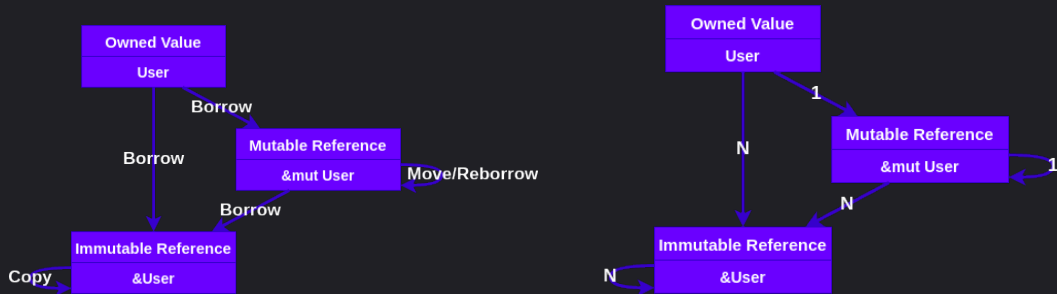 Owned Value
User
Borrow
Borrow
Mutable Reference
&mut User
Move/Reborrow
Borrow
Immutable Reference
&User
Copy
Owned Value
User
1
N
Mutable Reference
&mut User
1
N
Immutable Reference
&User
N